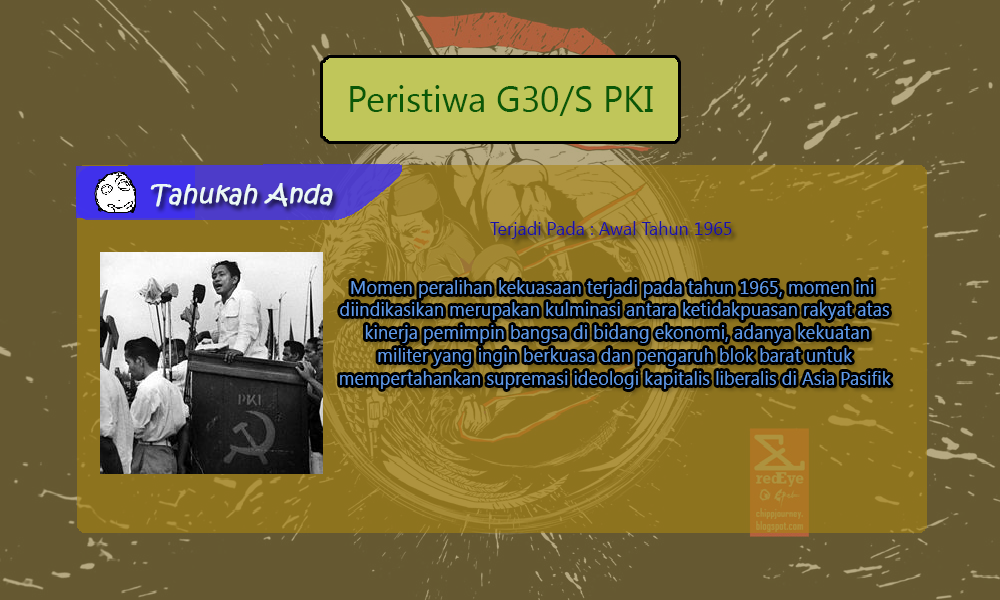 Peristiwa G30/S PKI
Tahukah Anda
Terjadi Pada : Awal Tahun 1965
Momen peralihan kekuasaan terjadi pada tahun 1965, momen ini
diindikasikan merupakan kulminasi antara ketidakpuasan rakyat atas
kinerja pemimpin bangsa di bidang ekonomi, adanya kekuatan
militer yang ingin berkuasa dan pengaruh blok barat untuk
mempertahankan supremasi ideologi kapitalis liberalis di Asia Pasifik
PKI
redEye
chippjourney.
blogspot.com